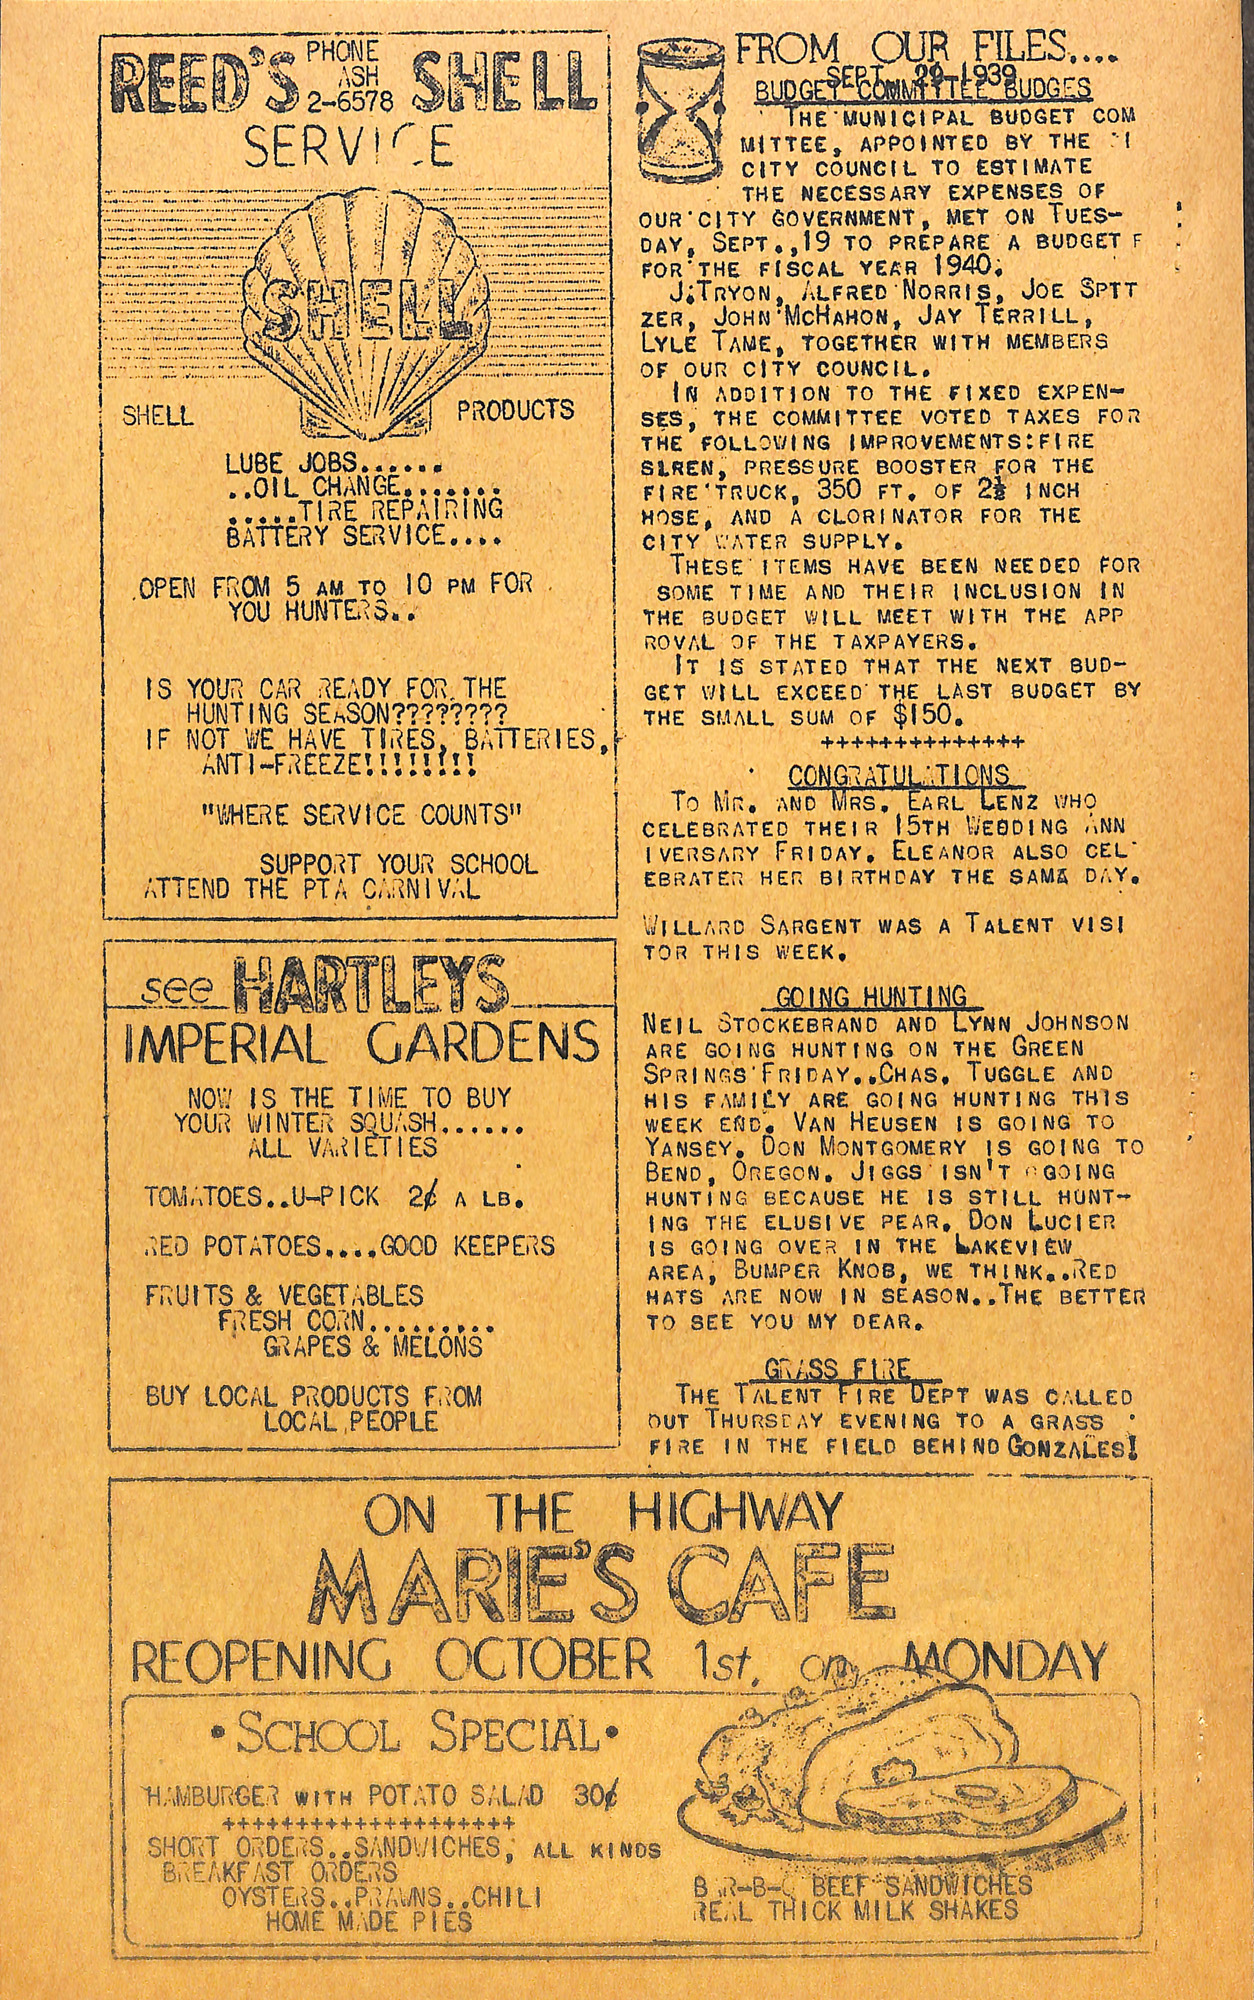 REED'S PHONE ASH 2-6578 SHELL
SERVICE
SHELL
SHELL PRODUCTS
LUBE JOBS......
..OIL CHANGE.......
.....TIRE REPAIRING
BATTERY SERVICE....
OPEN FROM 5 AM TO 10 PM FOR
YOU HUNTERS..
IS YOUR CAR READY FOR THE
HUNTING SEASON????????
IF NOT WE HAVE TIRES, BATTERIES,
ANTI-FREEZE!!!!!!!!
"WHERE SERVICE COUNTS"
SUPPORT YOUR SCHOOL
ATTEND THE PTA CARNIVAL
see HARTLEYS
IMPERIAL GARDENS
NOW IS THE TIME TO BUY
YOUR WINTER SQUASH......
ALL VARIETIES
TOMATOES..U-PICK 2¢ A LB.
RED POTATOES....GOOD KEEPERS
FRUITS & VEGETABLES
FRESH CORN.........
GRAPES & MELONS
BUY LOCAL PRODUCTS FROM
LOCAL PEOPLE
FROM OUR FILES....
SEPT. 29-1939
BUDGET COMMITTEE BUDGES
THE MUNICIPAL BUDGET COM
MITTEE, APPOINTED BY THE
CITY COUNCIL TO ESTIMATE
THE NECESSARY EXPENSES OF
OUR CITY GOVERNMENT, MET ON TUES-
DAY, SEPT.,19 TO PREPARE A BUDGET F
FOR THE FISCAL YEAR 1940.
J.TRYON, ALFRED NORRIS, JOE SPTT
ZER, JOHN MCHAHON, JAY TERRILL,
LYLE TAME, TOGETHER WITH MEMBERS
OF OUR CITY COUNCIL.
IN ADDITION TO THE FIXED EXPEN-
SES, THE COMMITTEE VOTED TAXES FOR
THE FOLLOWING IMPROVEMENTS:FIRE
SLREN, PRESSURE BOOSTER FOR THE
FIRE TRUCK, 350 FT. OF 2½ INCH
HOSE, AND A CLORINATOR FOR THE
CITY WATER SUPPLY.
THESE ITEMS HAVE BEEN NEEDED FOR
SOME TIME AND THEIR INCLUSION IN
THE BUDGET WILL MEET WITH THE APP
ROVAL OF THE TAXPAYERS.
IT IS STATED THAT THE NEXT BUD-
GET WILL EXCEED THE LAST BUDGET BY
THE SMALL SUM OF $150.
++++++++++++++
CONGRATULATIONS
TO MR. AND MRS. EARL LENZ WHO
CELEBRATED THEIR 15TH WEDDING ANN
IVERSARY FRIDAY. ELEANOR ALSO CEL
EBRATER HER BIRTHDAY THE SAMA DAY.
WILLARD SARGENT WAS A TALENT VISI
TOR THIS WEEK.
GOING HUNTING
NEIL STOCKEBRAND AND LYNN JOHNSON
ARE GOING HUNTING ON THE GREEN
SPRINGS FRIDAY..CHAS. TUGGLE AND
HIS FAMILY ARE GOING HUNTING THIS
WEEK END. VAN HEUSEN IS GOING TO
YANSEY. DON MONTGOMERY IS GOING TO
BEND, OREGON. JIGGS ISN'T GOING
HUNTING BECAUSE HE IS STILL HUNT-
ING THE ELUSIVE PEAR. DON LUCIER
IS GOING OVER IN THE LAKEVIEW
AREA, BUMPER KNOB, WE THINK..RED
HATS ARE NOW IN SEASON..THE BETTER
TO SEE YOU MY DEAR.
GRASS FIRE
THE TALENT FIRE DEPT WAS CALLED
OUT THURSDAY EVENING TO A GRASS
FIRE IN THE FIELD BEHIND GONZALES!
ON THE HIGHWAY
MARIE'S CAFE
REOPENING OCTOBER 1st. on MONDAY
•SCHOOL SPECIAL•
HAMBURGER WITH POTATO SALAD 30¢
++++++++++++++++++++
SHORT ORDERS..SANDWICHES, ALL KINDS
BREAKFAST ORDERS
OYSTERS..PRAWNS..CHILI
HOME MADE PIES
BAR-B-Q BEEF SANDWICHES
REAL THICK MILK SHAKES